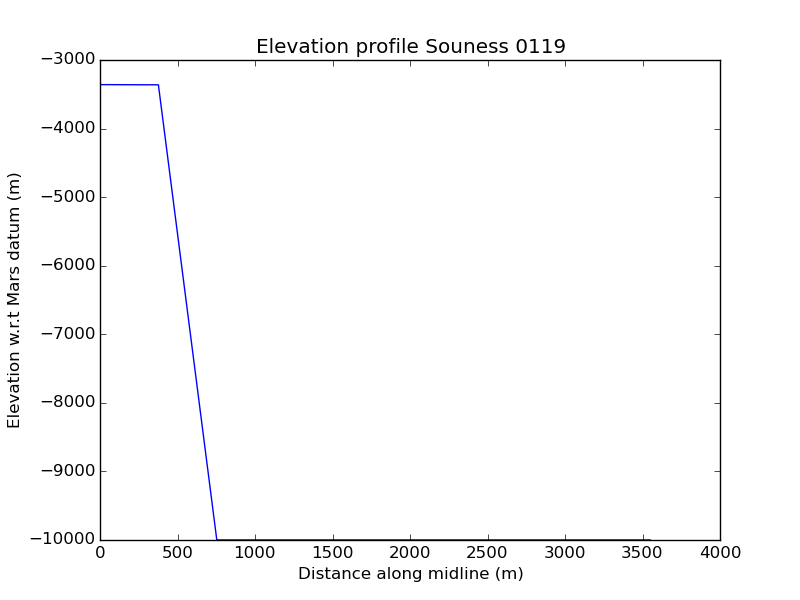 Elevation profile Souness 0119
−3000
−4000
−5000
−6000
−7000
−8000
−9000
−10000
Elevation w.r.t Mars datum (m)
0 500 1000 1500 2000 2500 3000 3500 4000
Distance along midline (m)